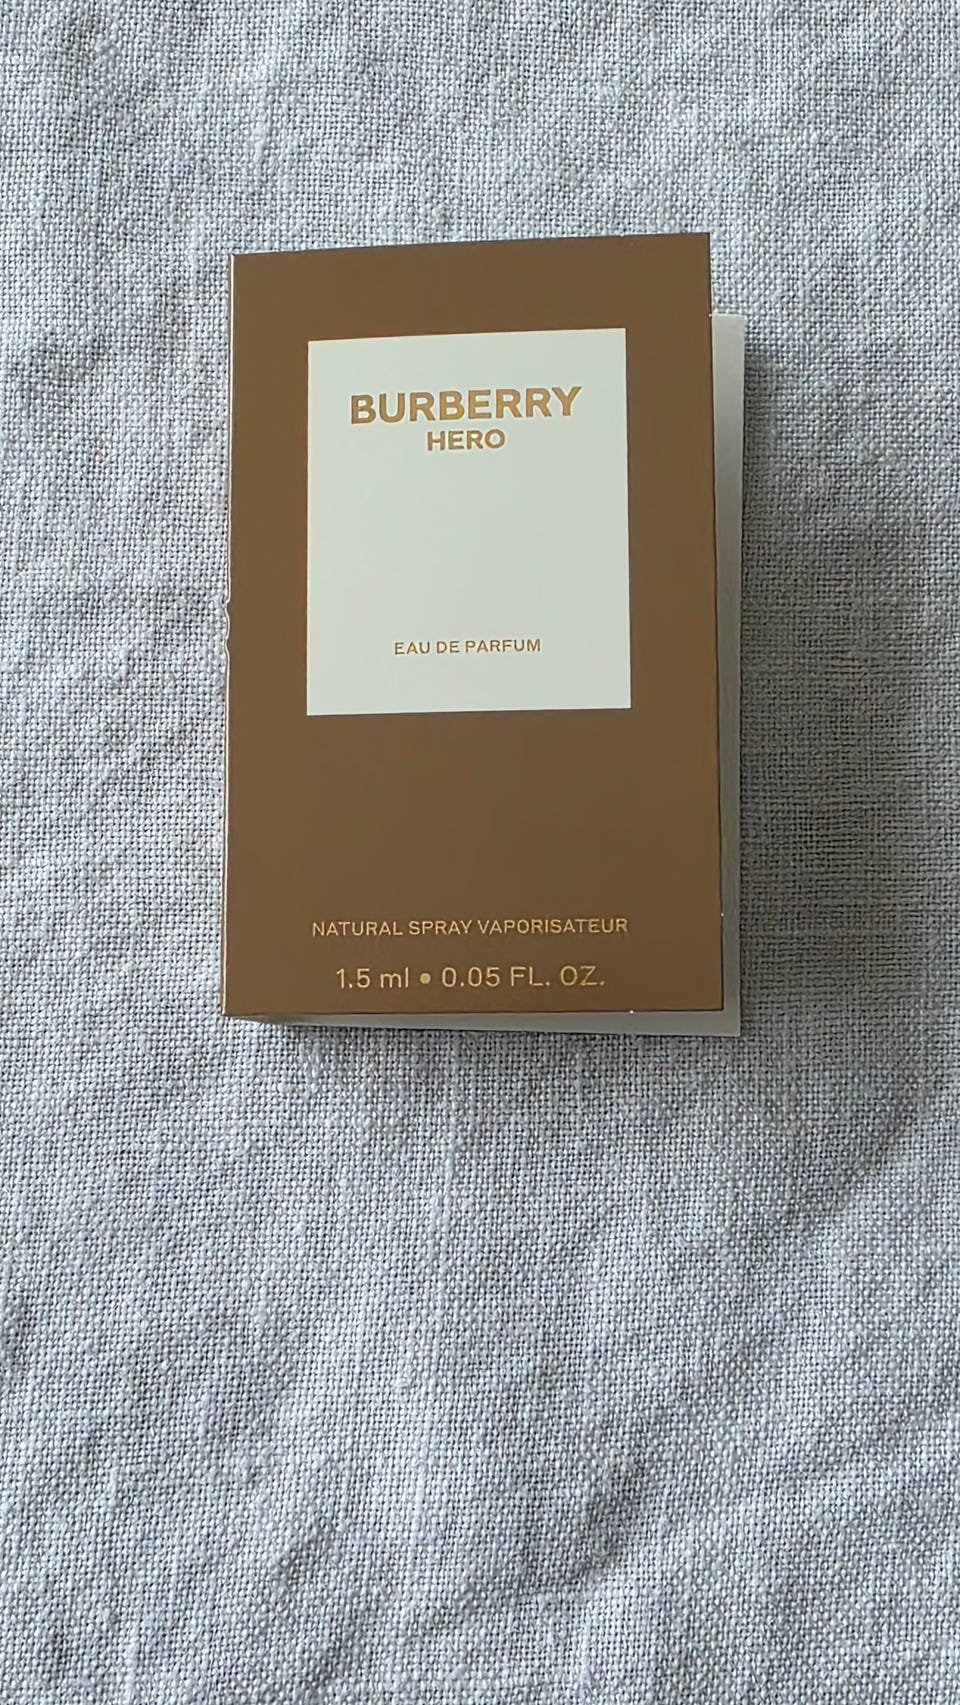 BURBERRY
HERO
EAU DE PARFUM
NATURAL SPRAY VAPORISATEUR
1.5 ml • 0.05 FL. OZ.